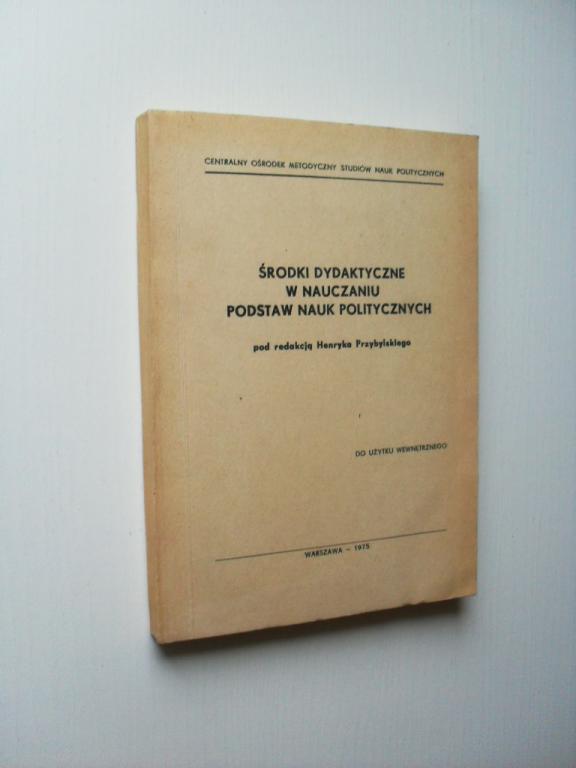 CENTRALNY OŚRODEK METODYCZNY STUDIÓW NAUK POLITYCZNYCH
ŚRODKI DYDAKTYCZNE
W NAUCZANIU
PODSTAW NAUK POLITYCZNYCH
pod redakcją Henryka Przybylskiego
DO UŻYTKU WEWNĘTRZNEGO
WARSZAWA – 1975